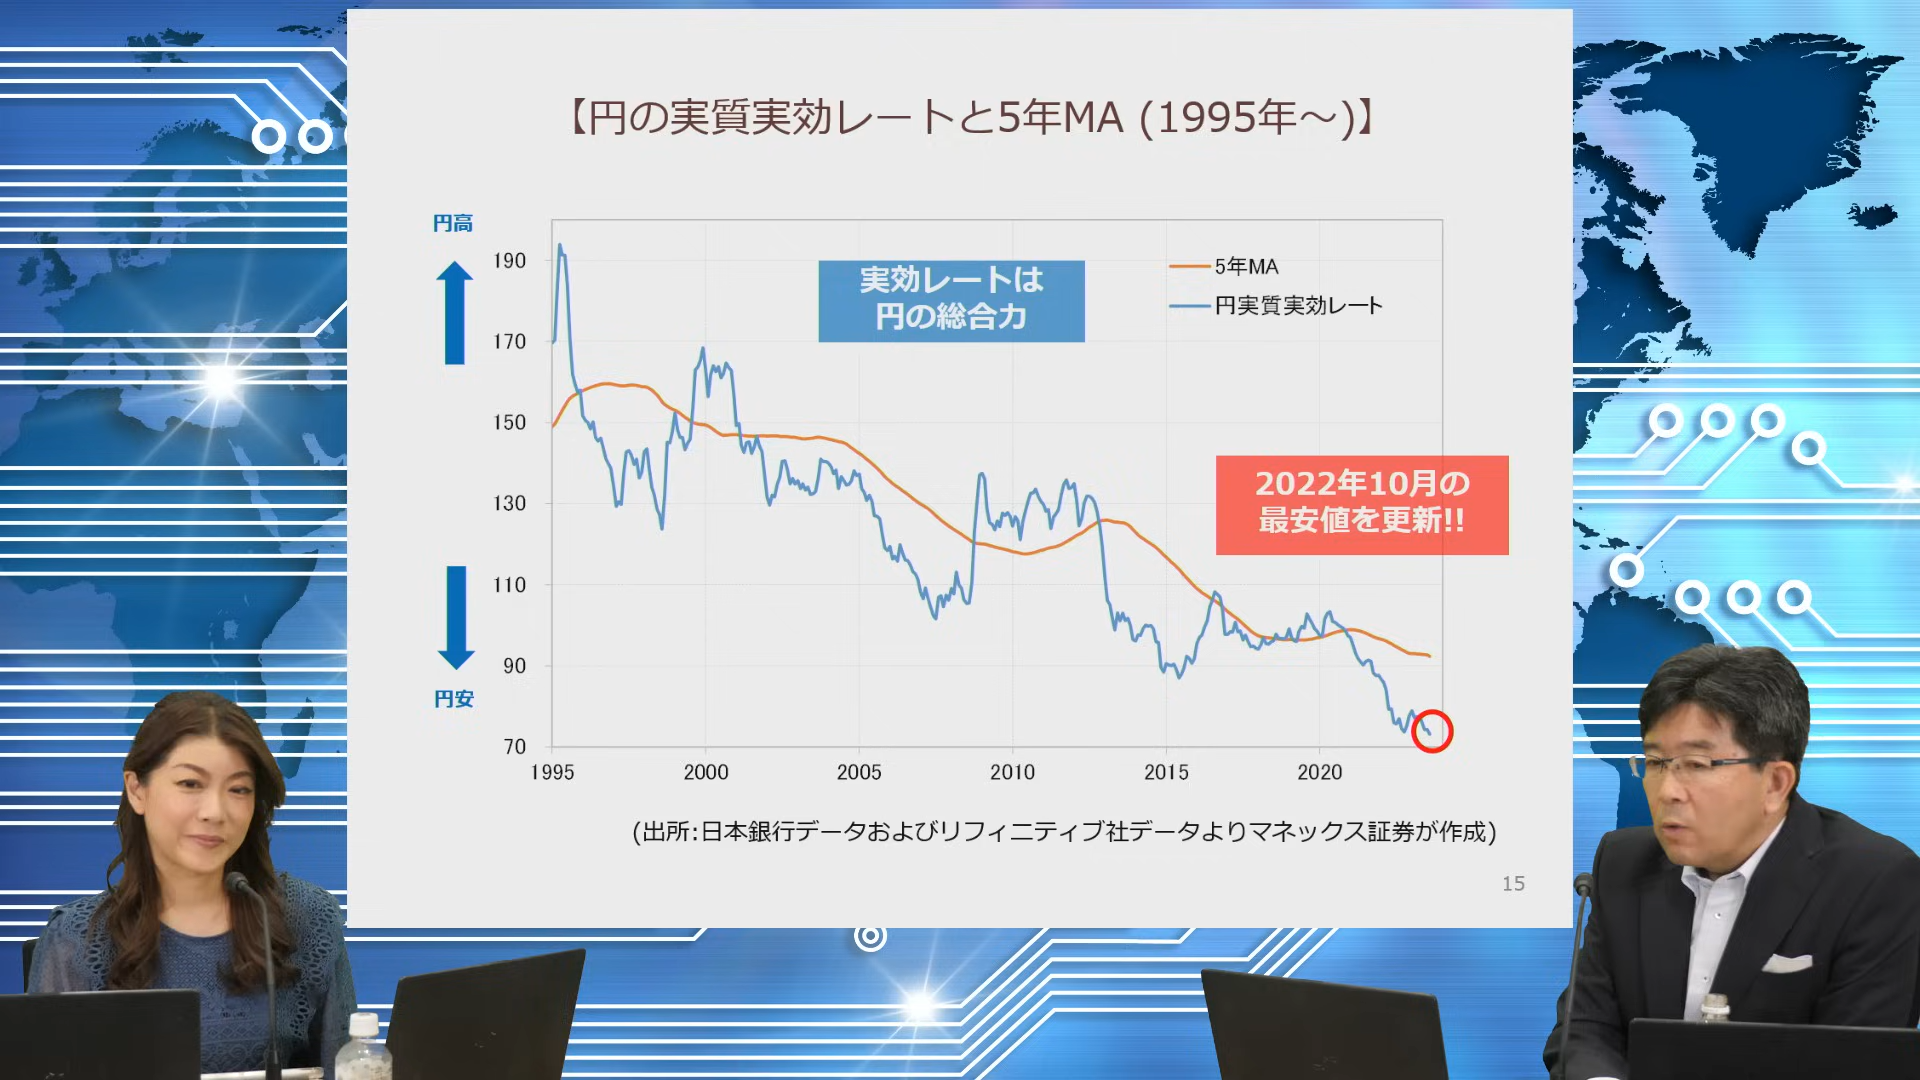 【円の実質実効レートと5年MA (1995年～)】
円高
190
170
150
130
110
90
70
円安
実効レートは
円の総合力
5年MA
円実質実効レート
2022年10月の
最安値を更新!!
1995
2000
2005
2010
2015
2020
(出所:日本銀行データおよびリフィニティブ社データよりマネックス証券が作成)
15